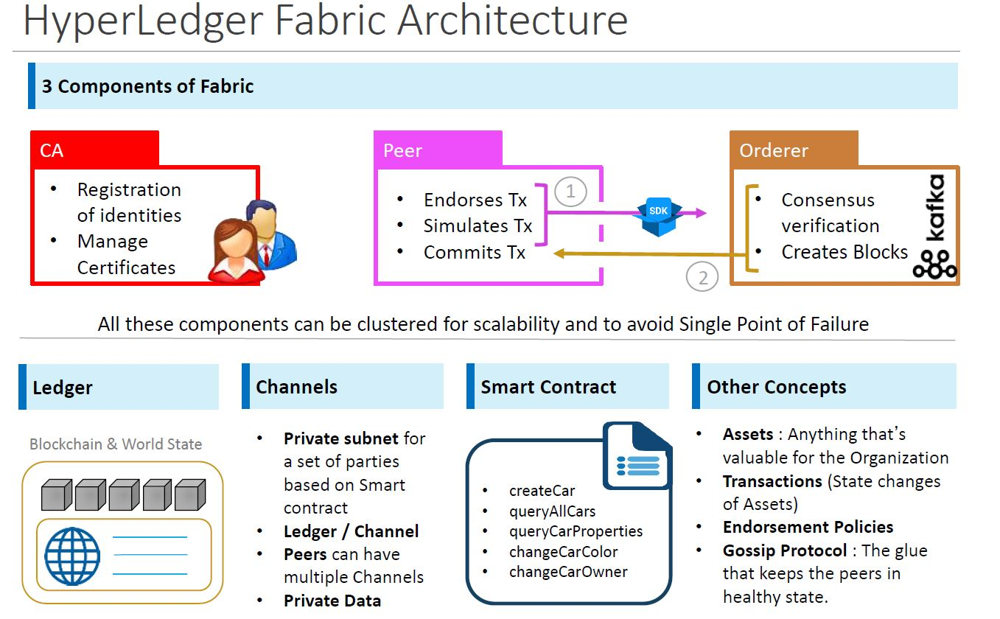 HyperLedger Fabric Architecture
3 Components of Fabric
CA
• Registration
of identities
• Manage
Certificates
Peer
• Endorses Tx
• Simulates Tx
• Commits Tx
1
SDK
2
Orderer
• Consensus
verification
• Creates Blocks
kafka
All these components can be clustered for scalability and to avoid Single Point of Failure
Ledger
Blockchain & World State
Channels
• Private subnet for
a set of parties
based on Smart
contract
• Ledger / Channel
• Peers can have
multiple Channels
• Private Data
Smart Contract
• createCar
• queryAllCars
• queryCarProperties
• changeCarColor
• changeCarOwner
Other Concepts
• Assets : Anything that’s
valuable for the Organization
• Transactions (State changes
of Assets)
• Endorsement Policies
• Gossip Protocol : The glue
that keeps the peers in
healthy state.